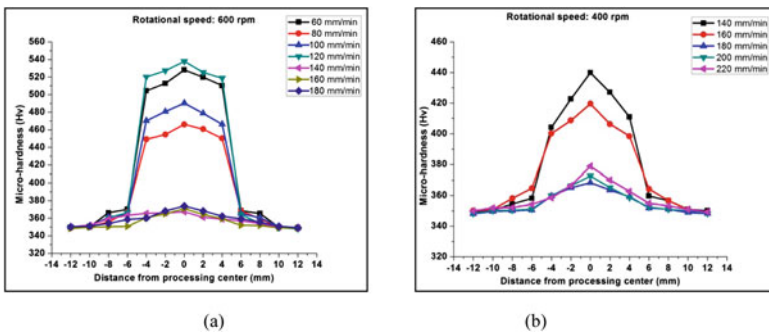 Rotational speed: 600 rpm
60 mm/min
80 mm/min
100 mm/min
120 mm/min
140 mm/min
160 mm/min
180 mm/min
Micro-hardness (Hv)
560
540
520
500
480
460
440
420
400
380
360
340
320
-14 -12 -10 -8 -6 -4 -2 0 2 4 6 8 10 12 14
Distance from processing center (mm)
(a)
Rotational speed: 400 rpm
140 mm/min
160 mm/min
180 mm/min
200 mm/min
220 mm/min
Micro-hardness (Hv)
460
440
420
400
380
360
340
320
-14 -12 -10 -8 -6 -4 -2 0 2 4 6 8 10 12 14
Distance from processing center (mm)
(b)